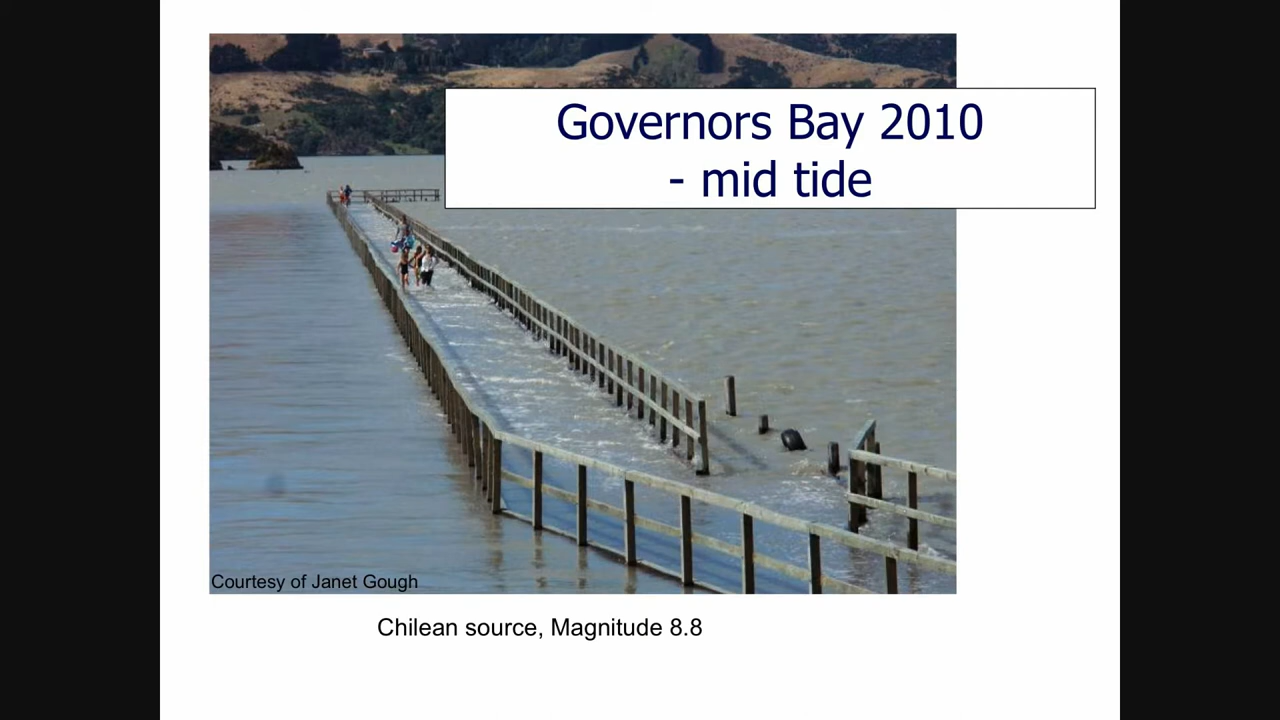 Governors Bay 2010
- mid tide
Courtesy of Janet Gough
Chilean source, Magnitude 8.8